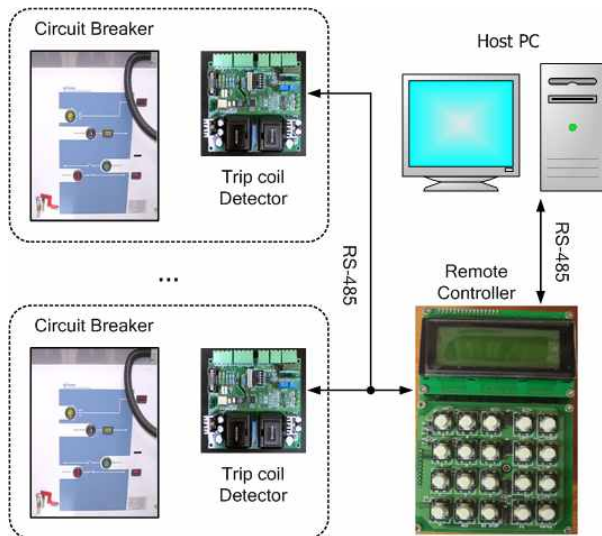 Circuit Breaker
Trip coil
Detector
Host PC
RS-485
RS-485
Remote
Controller
...
Circuit Breaker
Trip coil
Detector